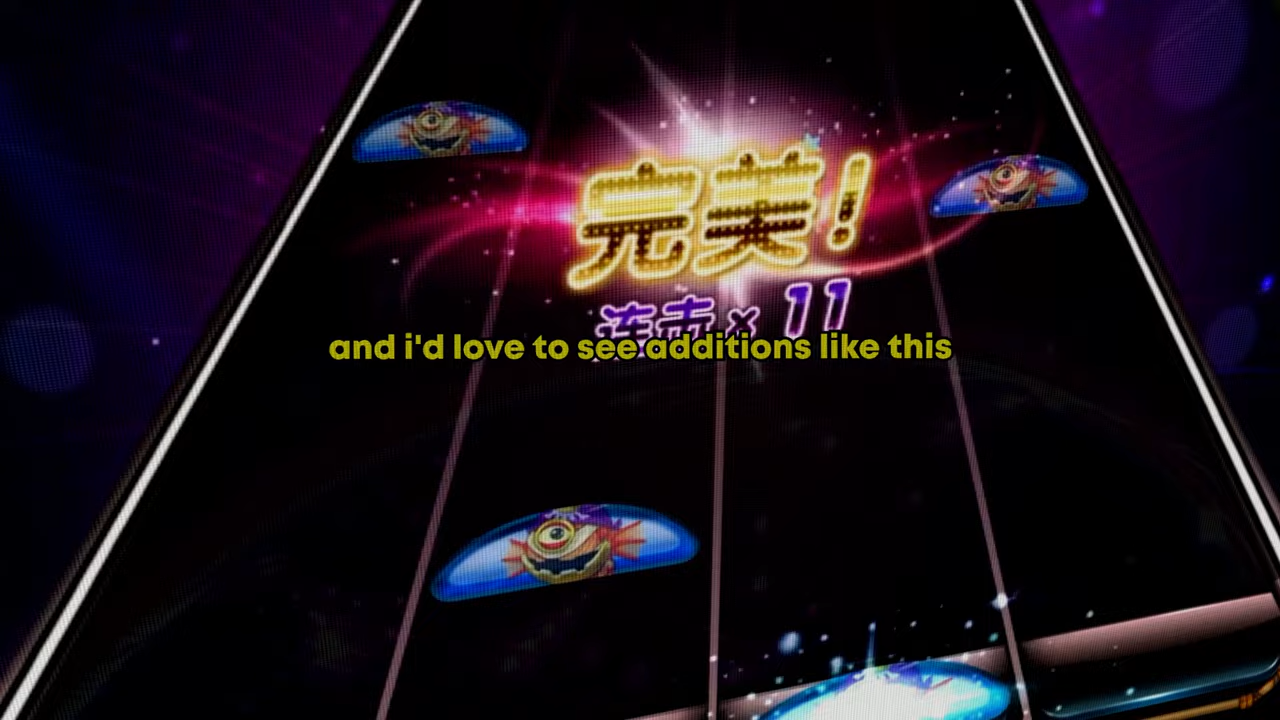 完美!
连击×11
and i'd love to see additions like this